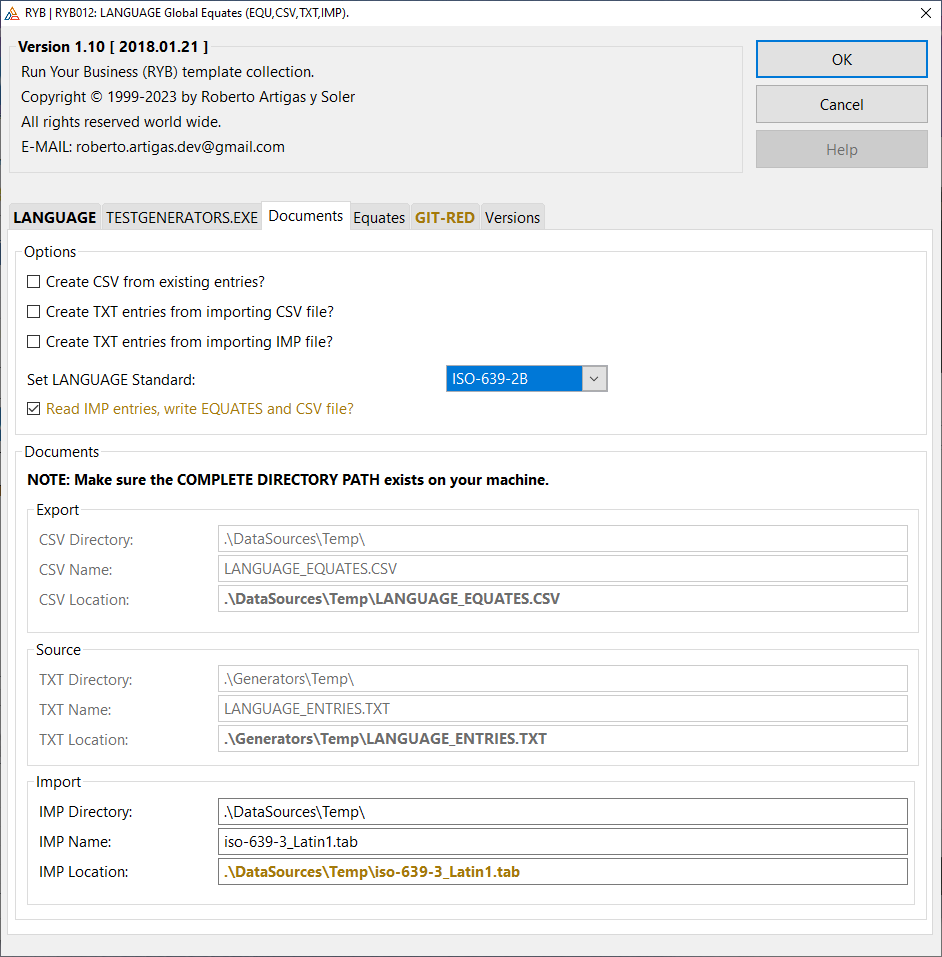 RYB | RYB012: LANGUAGE Global Equates (EQU,CSV,TXT,IMP).
Version 1.10 [ 2018.01.21 ]
Run Your Business (RYB) template collection.
Copyright © 1999-2023 by Roberto Artigas y Soler
All rights reserved world wide.
E-MAIL: roberto.artigas.dev@gmail.com
OK
Cancel
Help
LANGUAGE TESTGENERATORS.EXE Documents Equates GIT-RED Versions
Options
Create CSV from existing entries?
Create TXT entries from importing CSV file?
Create TXT entries from importing IMP file?
Set LANGUAGE Standard: ISO-639-2B
Read IMP entries, write EQUATES and CSV file?
Documents
NOTE: Make sure the COMPLETE DIRECTORY PATH exists on your machine.
Export
CSV Directory: .\DataSources\Temp\
CSV Name: LANGUAGE_EQUATES.CSV
CSV Location: .\DataSources\Temp\LANGUAGE_EQUATES.CSV
Source
TXT Directory: .\Generators\Temp\
TXT Name: LANGUAGE_ENTRIES.TXT
TXT Location: .\Generators\Temp\LANGUAGE_ENTRIES.TXT
Import
IMP Directory: .\DataSources\Temp\
IMP Name: iso-639-3_Latin1.tab
IMP Location: .\DataSources\Temp\iso-639-3_Latin1.tab